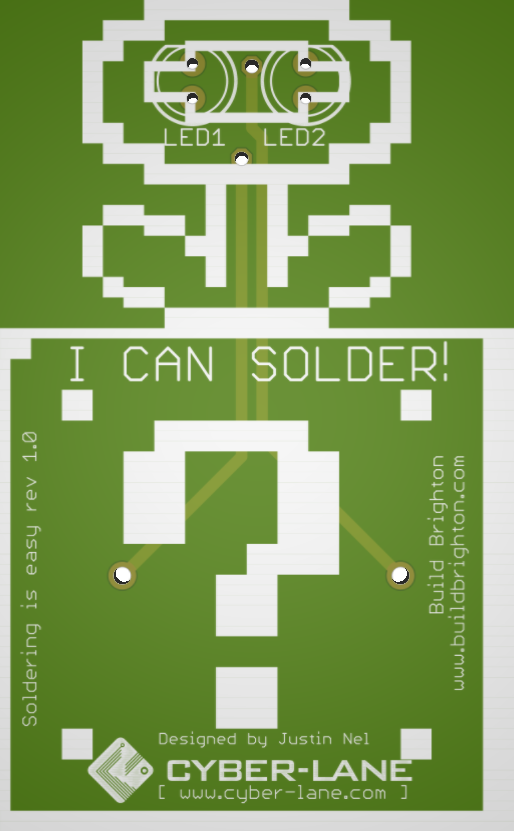 LED1 LED2
I CAN SOLDER!
Soldering is easy rev 1.0
Build Brighton
www.buildbrighton.com
Designed by Justin Nel
CYBER-LANE
[ www.cyber-lane.com ]